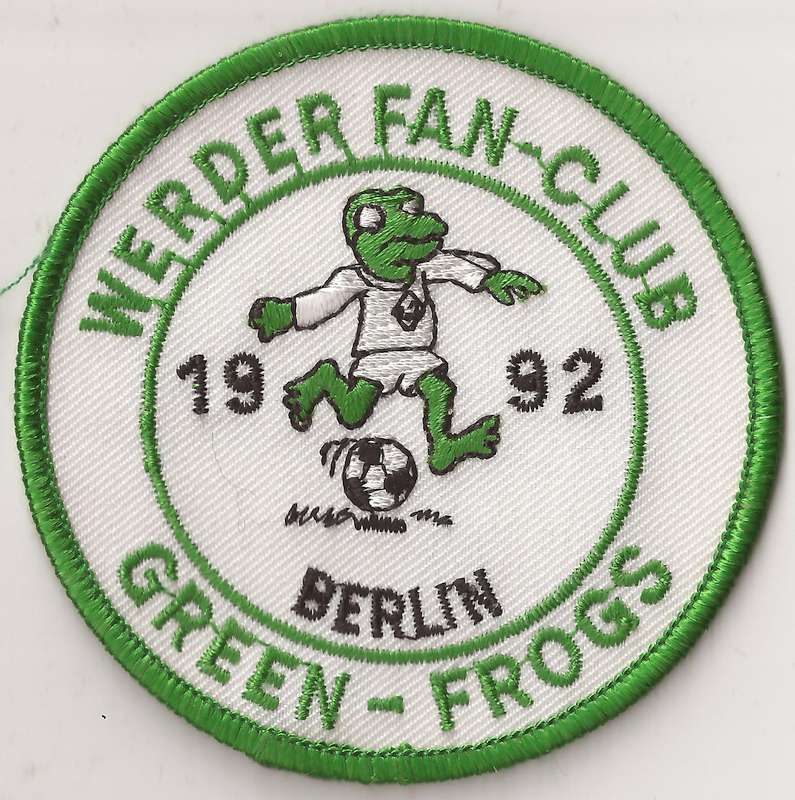 WERDER FAN-CLUB
19 92
BERLIN
GREEN - FROGS